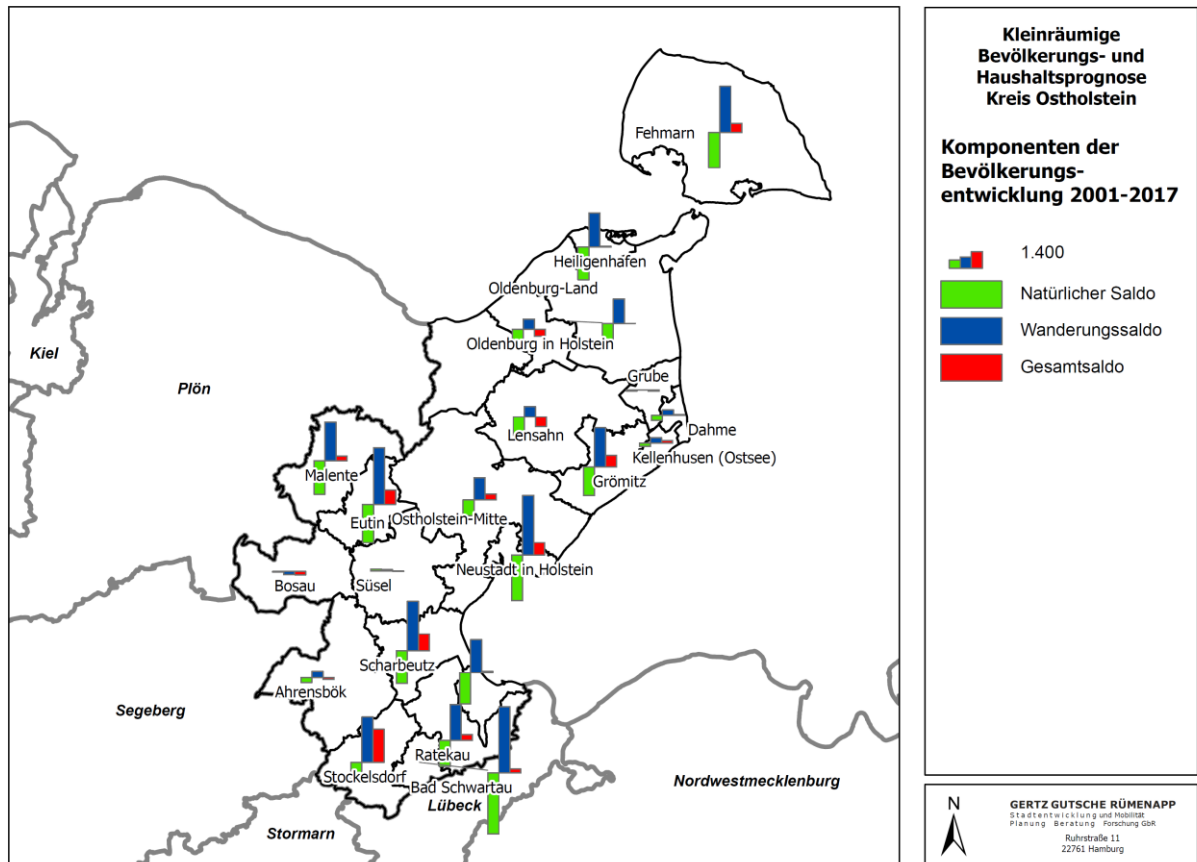 Kleinräumige
Bevölkerungs- und
Haushaltsprognose
Kreis Ostholstein
Komponenten der
Bevölkerungs-
entwicklung 2001-2017
1.400
Natürlicher Saldo
Wanderungssaldo
Gesamtsaldo
Fehmarn
Heiligenhafen
Oldenburg-Land
Oldenburg in Holstein
Kiel
Plön
Grube
Dahme
Lensahn
Kellenhusen (Ostsee)
Malente
Grömitz
Eutin
Ostholstein-Mitte
Neustadt in Holstein
Bosau
Süsel
Scharbeutz
Ahrensbök
Segeberg
Ratekau
Stockelsdorf
Bad Schwartau
Nordwestmecklenburg
Lübeck
Stormarn
N
GERTZ GUTSCHE RÜMENAPP
Stadtentwicklung und Mobilität
Planung Beratung Forschung GbR
Ruhrstraße 11
22761 Hamburg